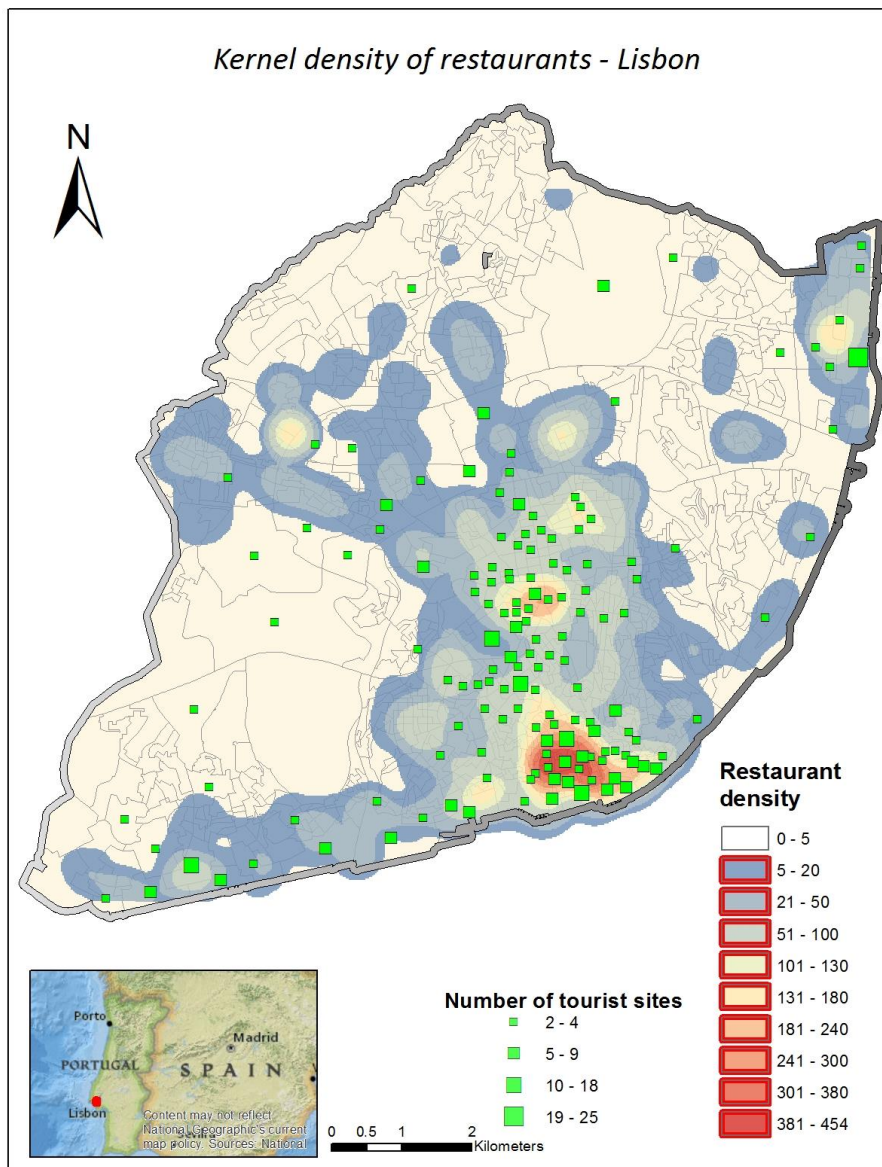 Kernel density of restaurants - Lisbon
N
Restaurant
density
0 - 5
5 - 20
21 - 50
51 - 100
101 - 130
131 - 180
181 - 240
241 - 300
301 - 380
381 - 454
Number of tourist sites
2 - 4
5 - 9
10 - 18
19 - 25
0 0.5 1 2
Kilometers
Porto
Madrid
PORTUGAL
SPAIN
Lisbon
Content may not reflect
National Geographic's current
map policy. Sources: National